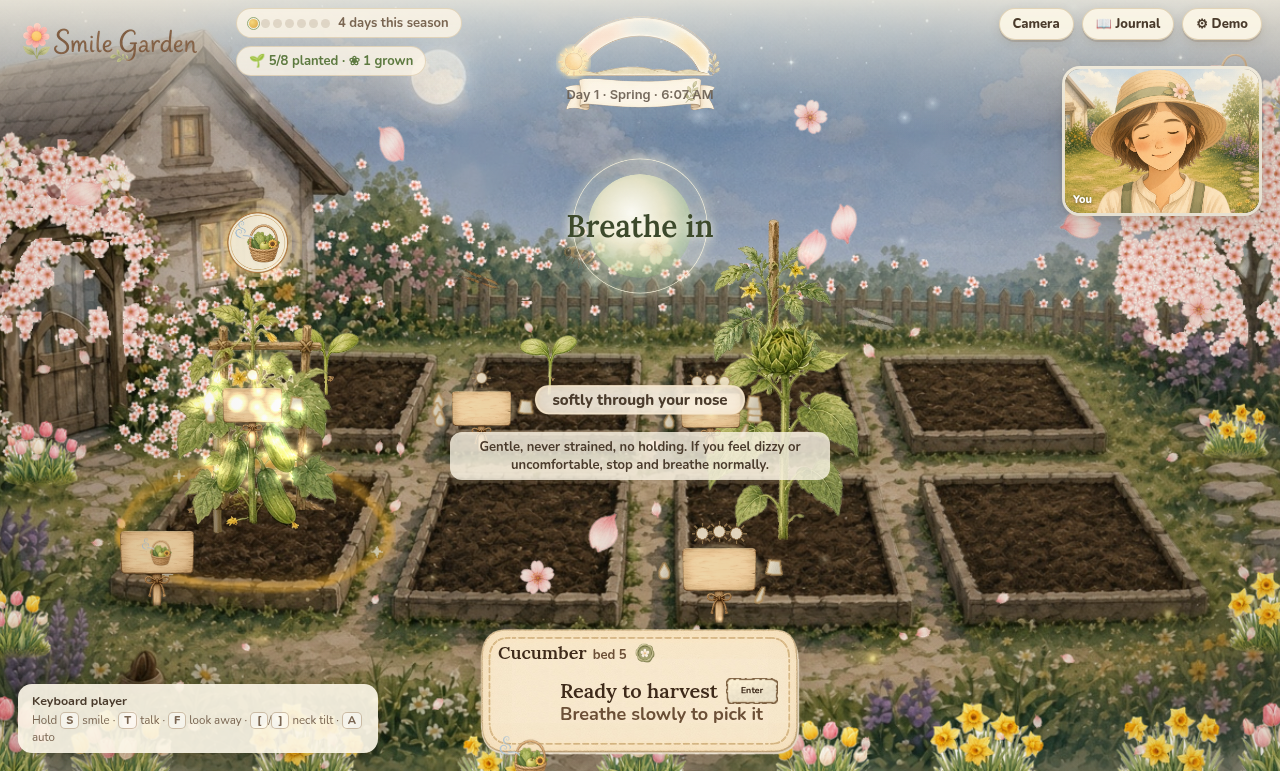 Smile Garden
4 days this season
🌱 5/8 planted · ❀ 1 grown
Day 1 · Spring · 6:07 AM
Camera
📖 Journal
⚙ Demo
You
Breathe in
softly through your nose
Gentle, never strained, no holding. If you feel dizzy or
uncomfortable, stop and breathe normally.
Cucumber bed 5
Ready to harvest Enter
Breathe slowly to pick it
Keyboard player
Hold S smile · T talk · F look away · [ / ] neck tilt · A
auto